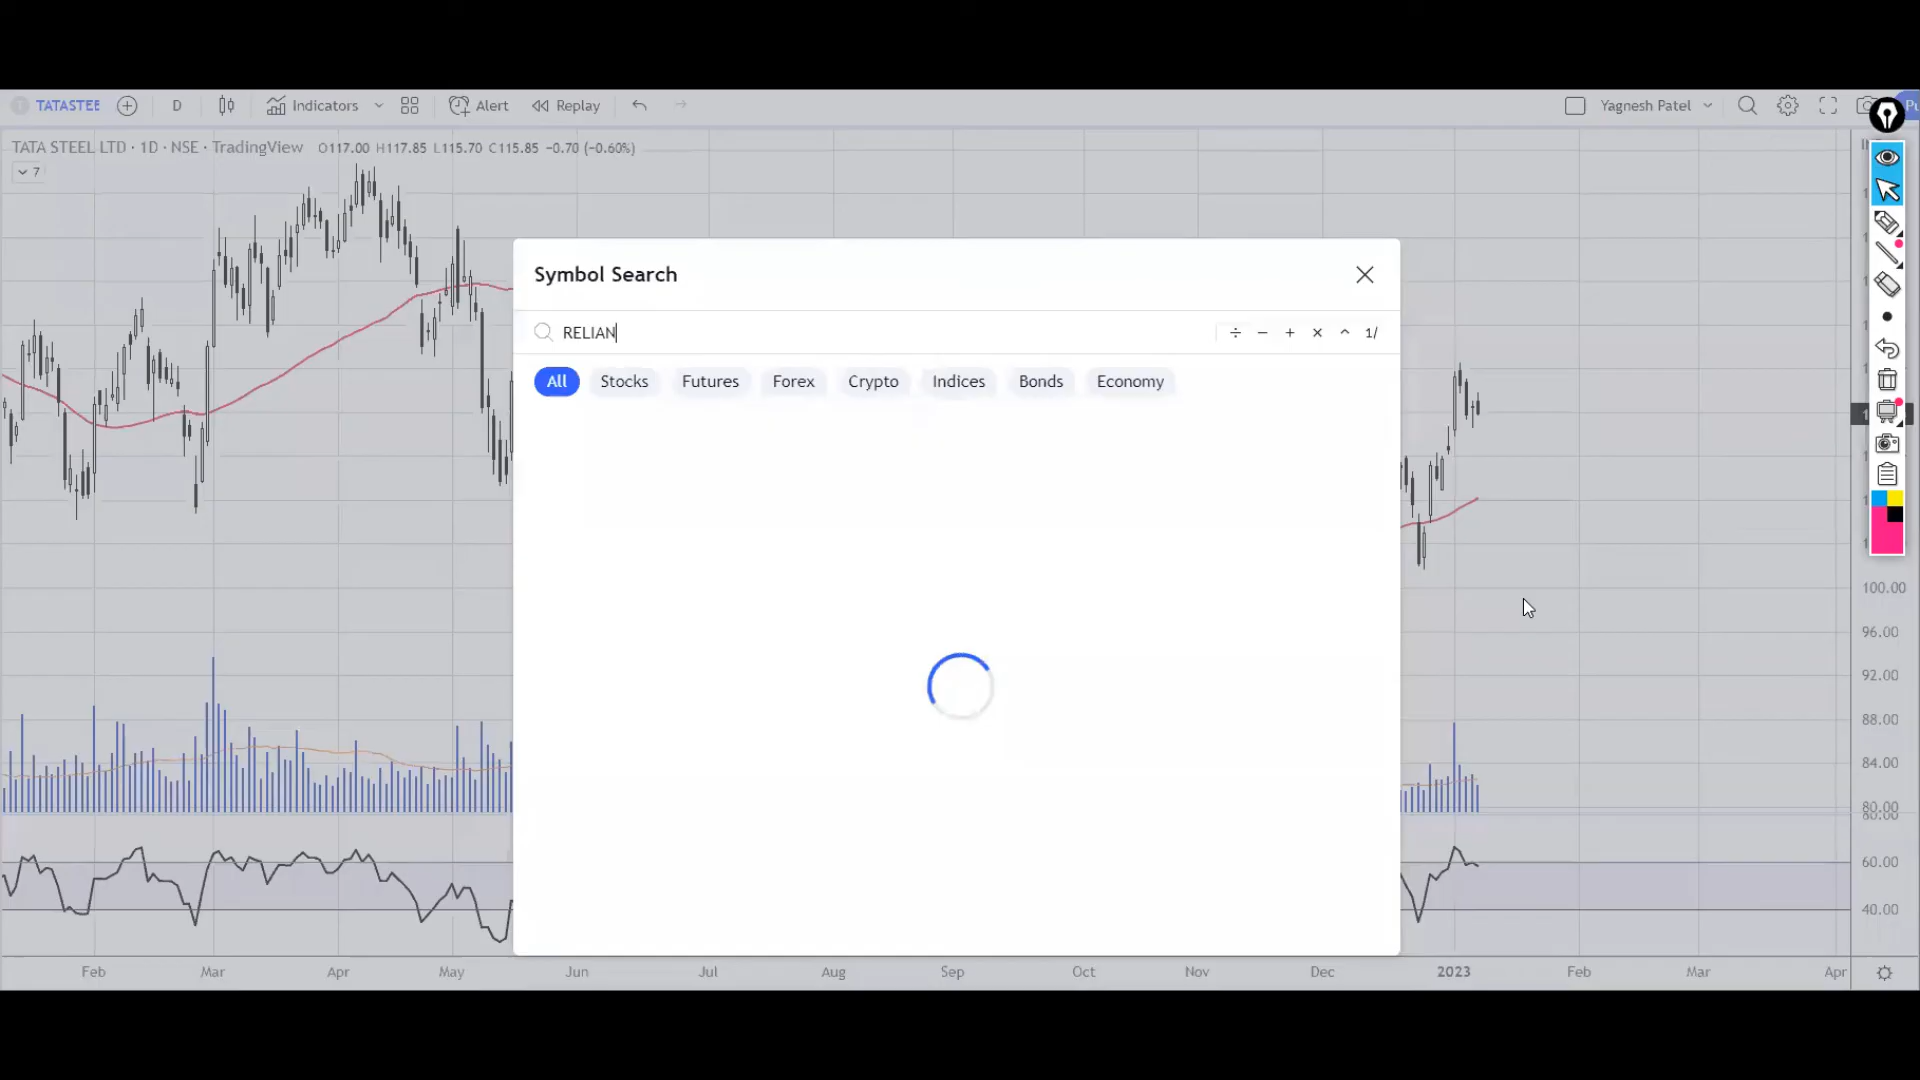 TATASTEE D Indicators Alert Replay Yagnesh Patel
TATA STEEL LTD · 1D · NSE · TradingView O117.00 H117.85 L115.70 C115.85 −0.70 (−0.60%)
7
Symbol Search
RELIAN ÷ − + × ^ 1/
All Stocks Futures Forex Crypto Indices Bonds Economy
100.00
96.00
92.00
88.00
84.00
80.00
80.00
60.00
40.00
Feb Mar Apr May Jun Jul Aug Sep Oct Nov Dec 2023 Feb Mar Apr